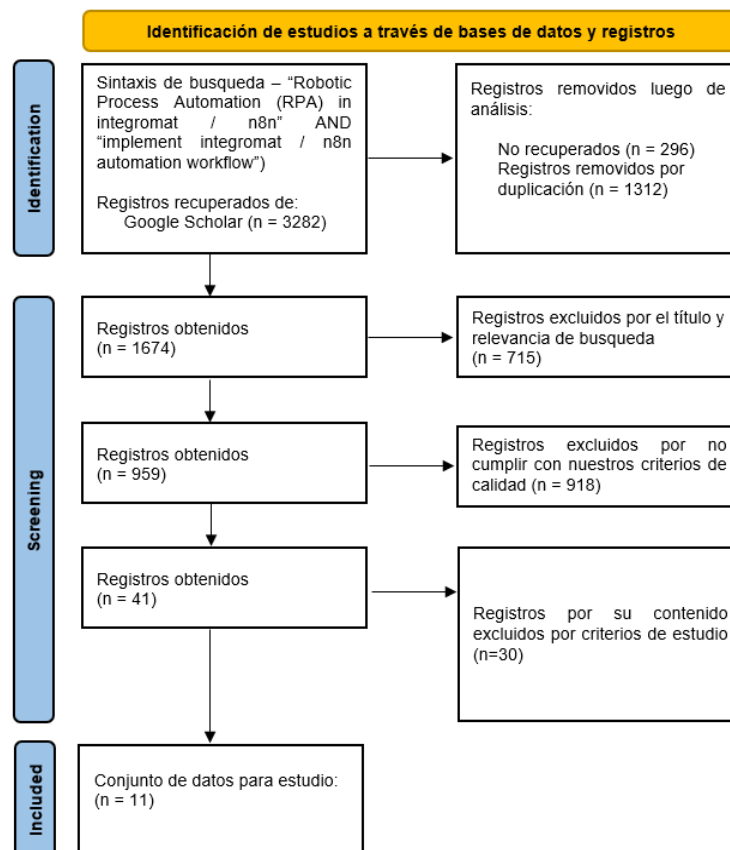 Identificación de estudios a través de bases de datos y registros
Identification
Sintaxis de busqueda – “Robotic
Process Automation (RPA) in
integromat / n8n” AND
“implement integromat / n8n
automation workflow”)
Registros recuperados de:
Google Scholar (n = 3282)
Registros removidos luego de
análisis:
No recuperados (n = 296)
Registros removidos por
duplicación (n = 1312)
Screening
Registros obtenidos
(n = 1674)
Registros excluidos por el título y
relevancia de busqueda
(n = 715)
Registros obtenidos
(n = 959)
Registros excluidos por no
cumplir con nuestros criterios de
calidad (n = 918)
Registros obtenidos
(n = 41)
Registros por su contenido
excluidos por criterios de estudio
(n=30)
Included
Conjunto de datos para estudio:
(n = 11)